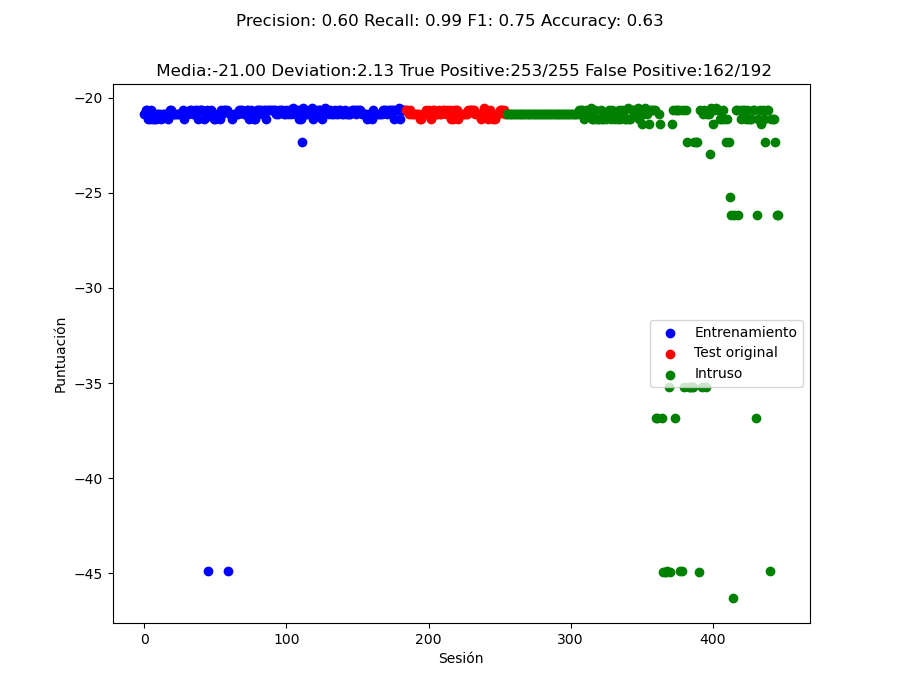 Precision: 0.60 Recall: 0.99 F1: 0.75 Accuracy: 0.63
Media:-21.00 Deviation:2.13 True Positive:253/255 False Positive:162/192
−20
−25
−30
−35
−40
−45
Puntuación
Entrenamiento
Test original
Intruso
0 100 200 300 400
Sesión